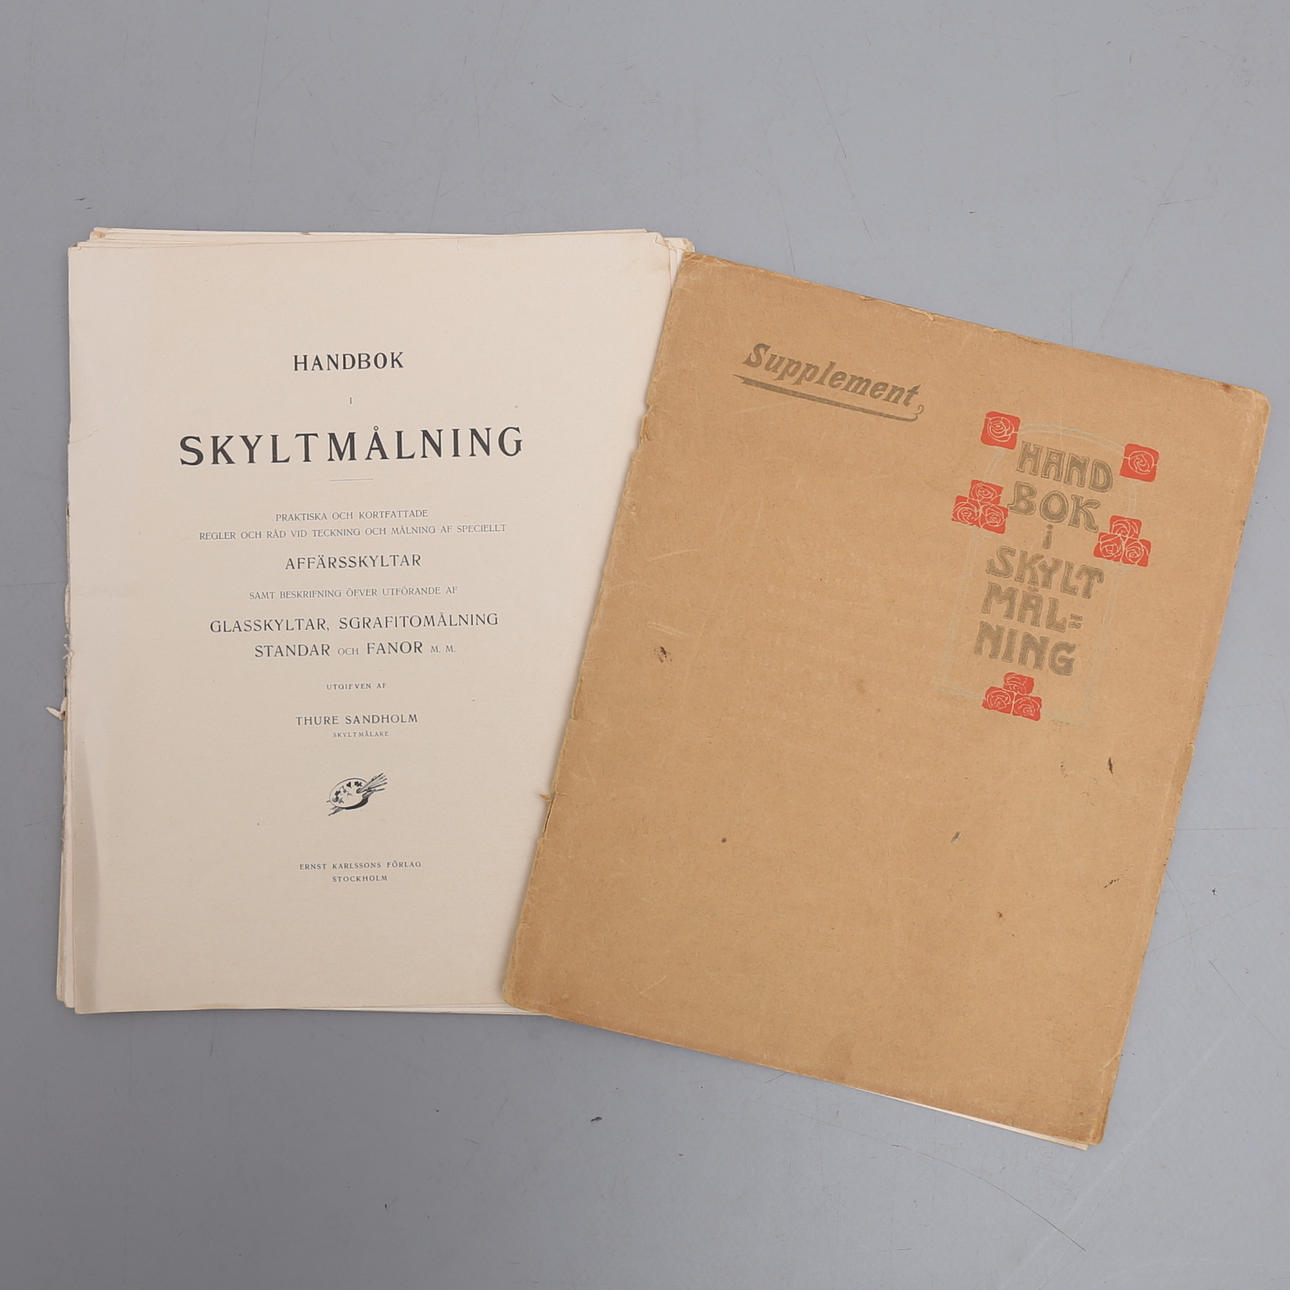 HANDBOK
I
SKYLTMÅLNING
PRAKTISKA OCH KORTFATTADE
REGLER OCH RÅD VID TECKNING OCH MÅLNING AF SPECIELLT
AFFÄRSSKYLTAR
SAMT BESKRIFNING ÖFVER UTFÖRANDE AF
GLASSKYLTAR, SGRAFITOMÅLNING
STANDAR OCH FANOR M. M.
UTGIFVEN AF
THURE SANDHOLM
SKYLTMÅLARE
ERNST KARLSSONS FÖRLAG
STOCKHOLM
Supplement
HAND
BOK
i
SKYLT
MÅL=
NING